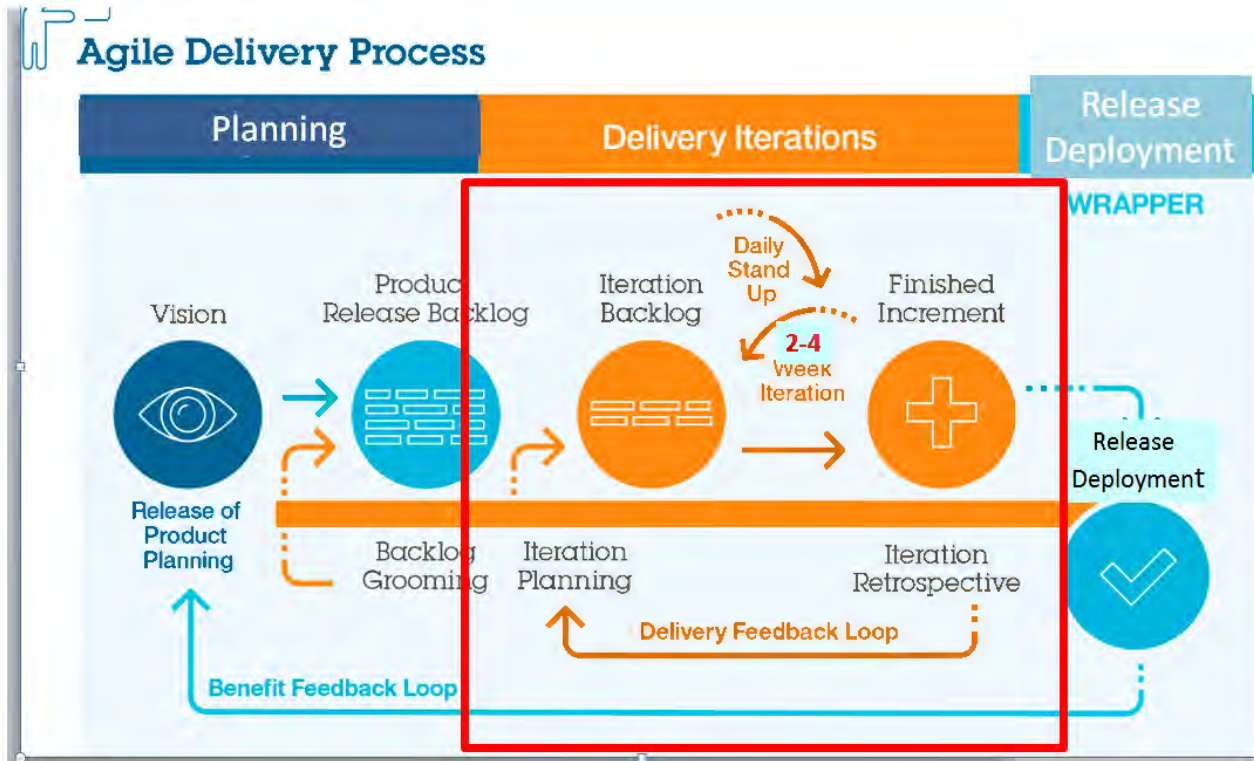 Agile Delivery Process
Planning
Delivery Iterations
Release
Deployment
WRAPPER
Vision
Product
Release Backlog
Iteration
Backlog
Daily
Stand
Up
2-4
Week
Iteration
Finished
Increment
Release
Deployment
Release of
Product
Planning
Backlog
Grooming
Iteration
Planning
Iteration
Retrospective
Delivery Feedback Loop
Benefit Feedback Loop